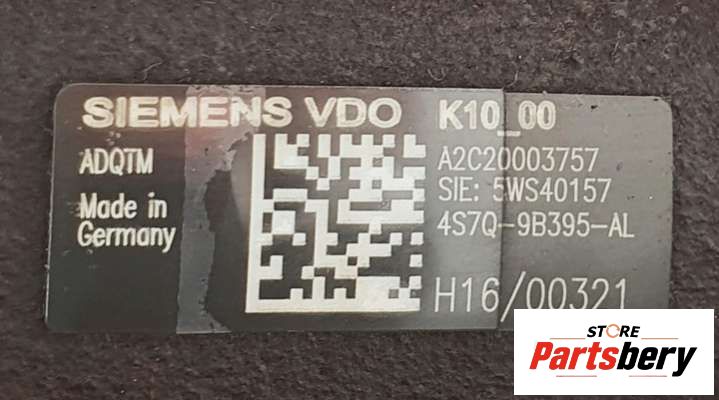 SIEMENS VDO
K10_00
ADQTM
A2C20003757
SIE: 5WS40157
Made in
Germany
4S7Q-9B395-AL
H16/00321
STORE
Partsbery